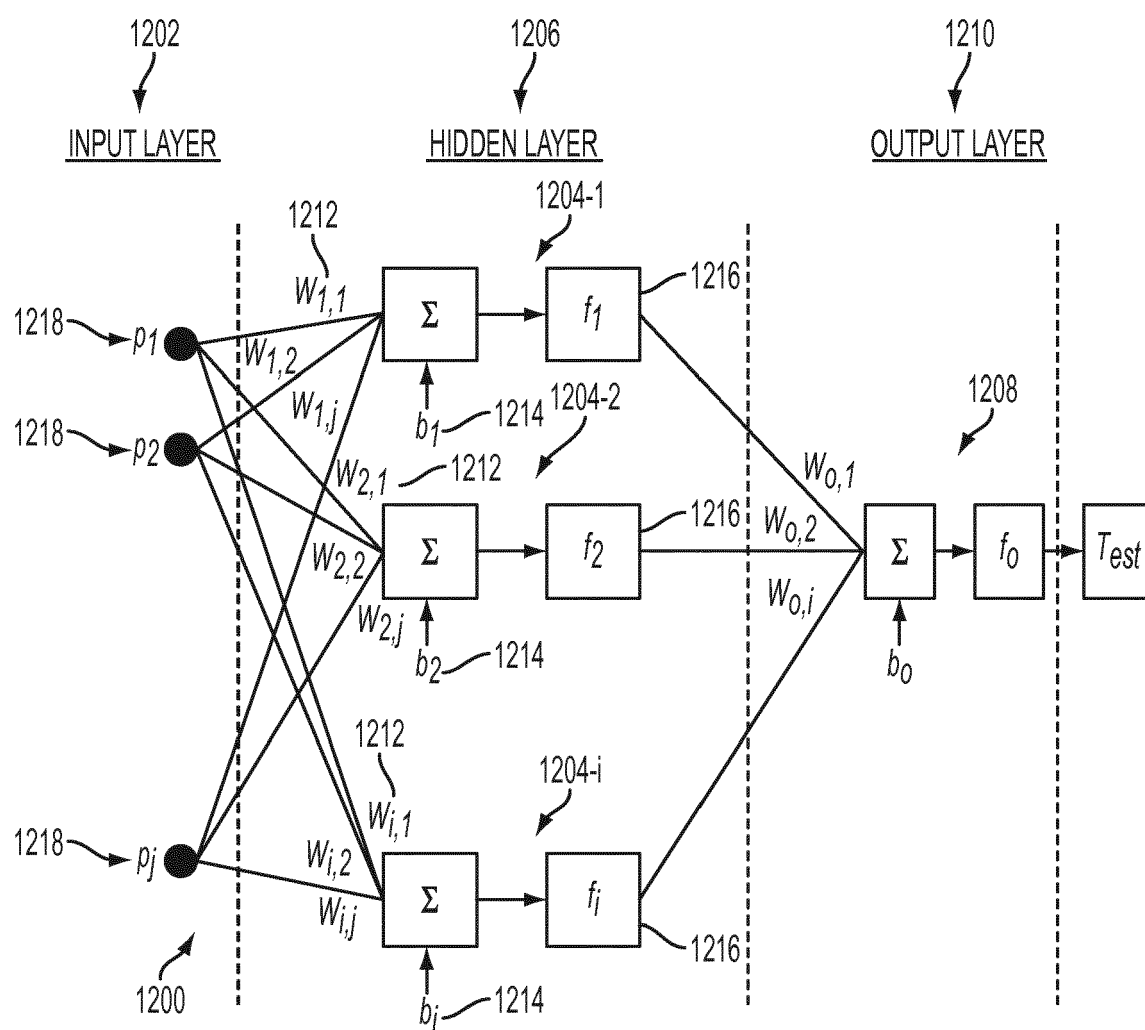 1202 1206 1210
INPUT LAYER HIDDEN LAYER OUTPUT LAYER
1204-1
1212
W1,1 Σ f1 1216
1218 p1
W1,2
W1,j b1 1214 1204-2 1208
1218 p2
W2,1 1212 Wo,1
W2,2 Σ f2 1216 Wo,2 Σ fo Test
W2,j Wo,i
b2 1214 bo
1212
1204-i
Wi,1
1218 pj
Wi,2 Σ fi
Wi,j
1216
1200 bi 1214